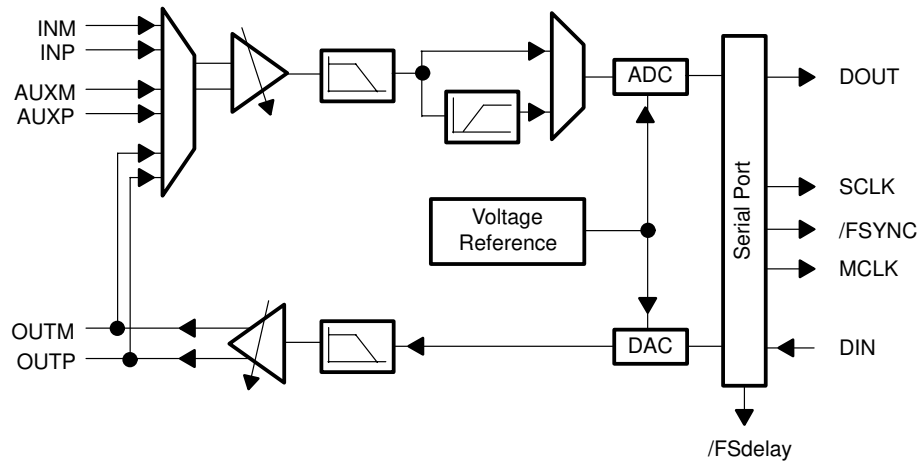 INM
INP
AUXM
AUXP
ADC
DOUT
Voltage
Reference
Serial Port
SCLK
/FSYNC
MCLK
OUTM
OUTP
DAC
DIN
/FSdelay